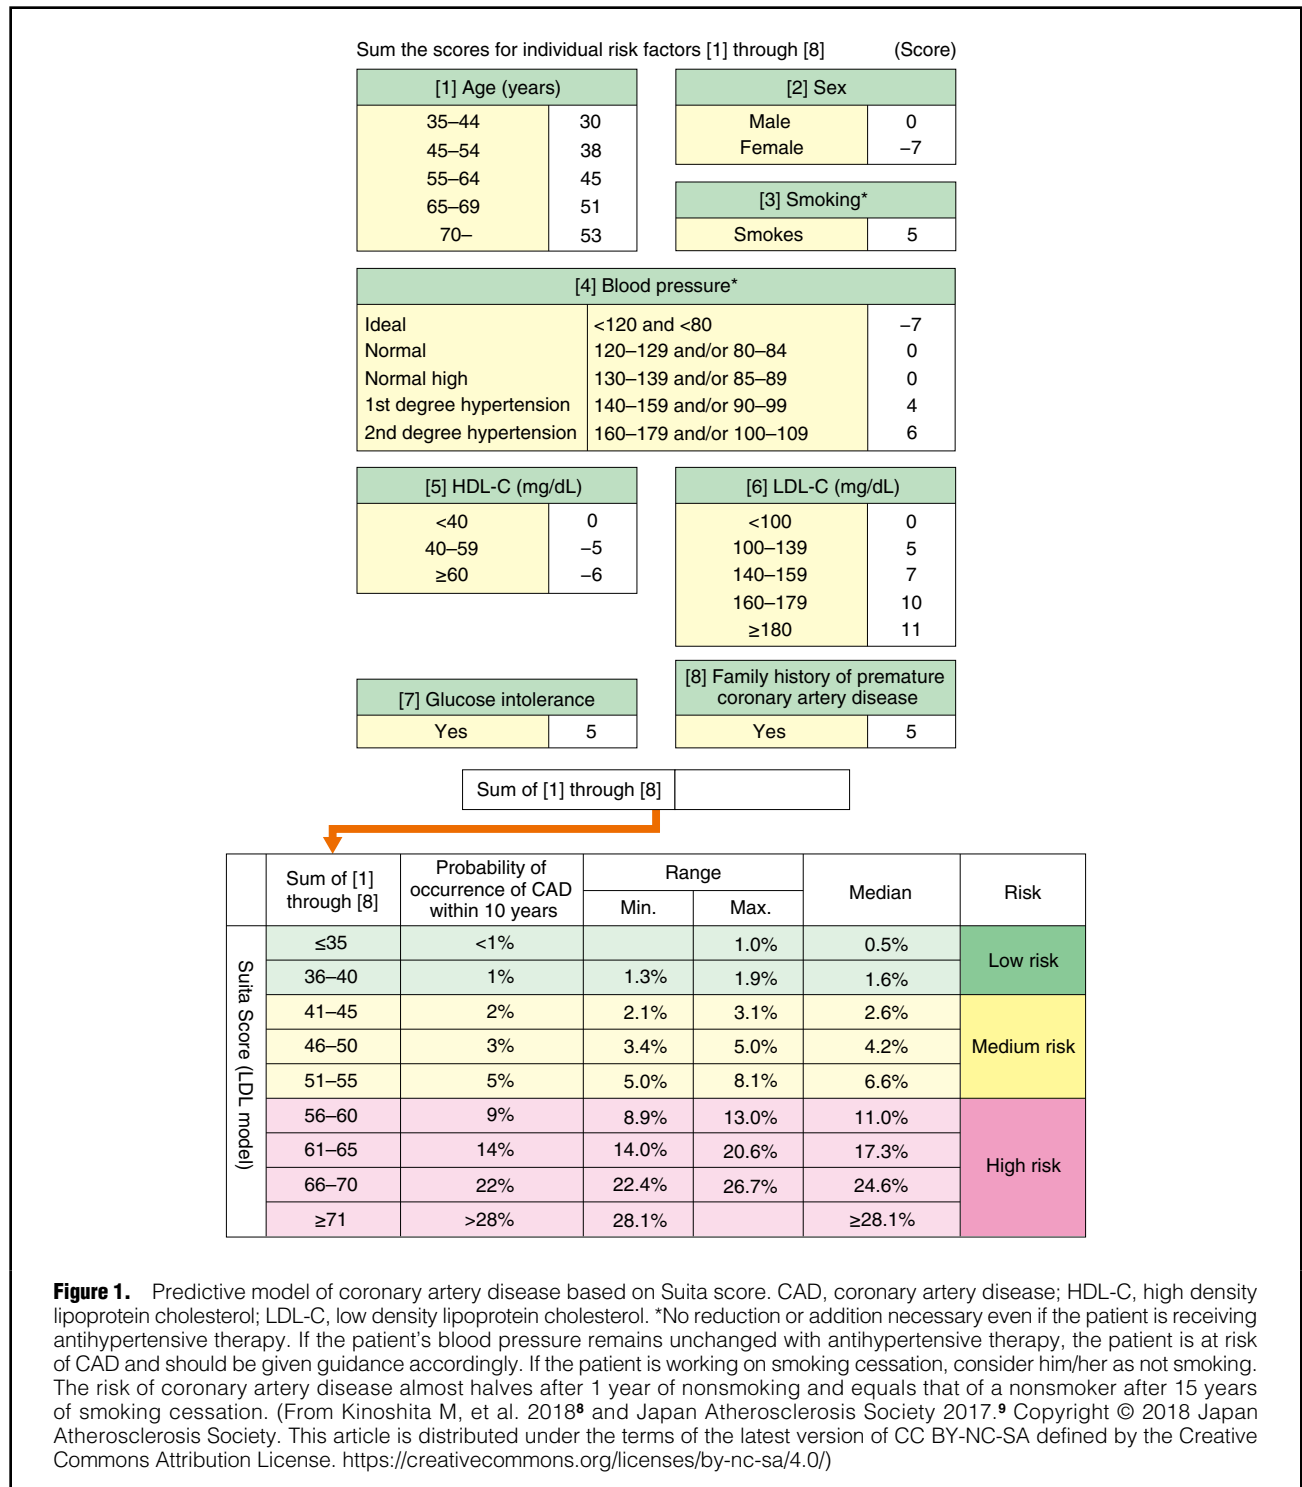 Sum the scores for individual risk factors [1] through [8] (Score)
[1] Age (years)
35–44 30
45–54 38
55–64 45
65–69 51
70– 53
[2] Sex
Male 0
Female −7
[3] Smoking*
Smokes 5
[4] Blood pressure*
Ideal <120 and <80 −7
Normal 120–129 and/or 80–84 0
Normal high 130–139 and/or 85–89 0
1st degree hypertension 140–159 and/or 90–99 4
2nd degree hypertension 160–179 and/or 100–109 6
[5] HDL-C (mg/dL)
<40 0
40–59 −5
≥60 −6
[6] LDL-C (mg/dL)
<100 0
100–139 5
140–159 7
160–179 10
≥180 11
[7] Glucose intolerance
Yes 5
[8] Family history of premature
coronary artery disease
Yes 5
Sum of [1] through [8]
Sum of [1]
through [8]
Probability of
occurrence of CAD
within 10 years
Range
Min. Max.
Median
Risk
Suita Score (LDL model)
≤35 <1% 1.0% 0.5%
36–40 1% 1.3% 1.9% 1.6%
Low risk
41–45 2% 2.1% 3.1% 2.6%
46–50 3% 3.4% 5.0% 4.2%
51–55 5% 5.0% 8.1% 6.6%
Medium risk
56–60 9% 8.9% 13.0% 11.0%
61–65 14% 14.0% 20.6% 17.3%
66–70 22% 22.4% 26.7% 24.6%
≥71 >28% 28.1% ≥28.1%
High risk
Figure 1. Predictive model of coronary artery disease based on Suita score. CAD, coronary artery disease; HDL-C, high density
lipoprotein cholesterol; LDL-C, low density lipoprotein cholesterol. *No reduction or addition necessary even if the patient is receiving
antihypertensive therapy. If the patient’s blood pressure remains unchanged with antihypertensive therapy, the patient is at risk
of CAD and should be given guidance accordingly. If the patient is working on smoking cessation, consider him/her as not smoking.
The risk of coronary artery disease almost halves after 1 year of nonsmoking and equals that of a nonsmoker after 15 years
of smoking cessation. (From Kinoshita M, et al. 2018⁸ and Japan Atherosclerosis Society 2017.⁹ Copyright © 2018 Japan
Atherosclerosis Society. This article is distributed under the terms of the latest version of CC BY-NC-SA defined by the Creative
Commons Attribution License. https://creativecommons.org/licenses/by-nc-sa/4.0/)